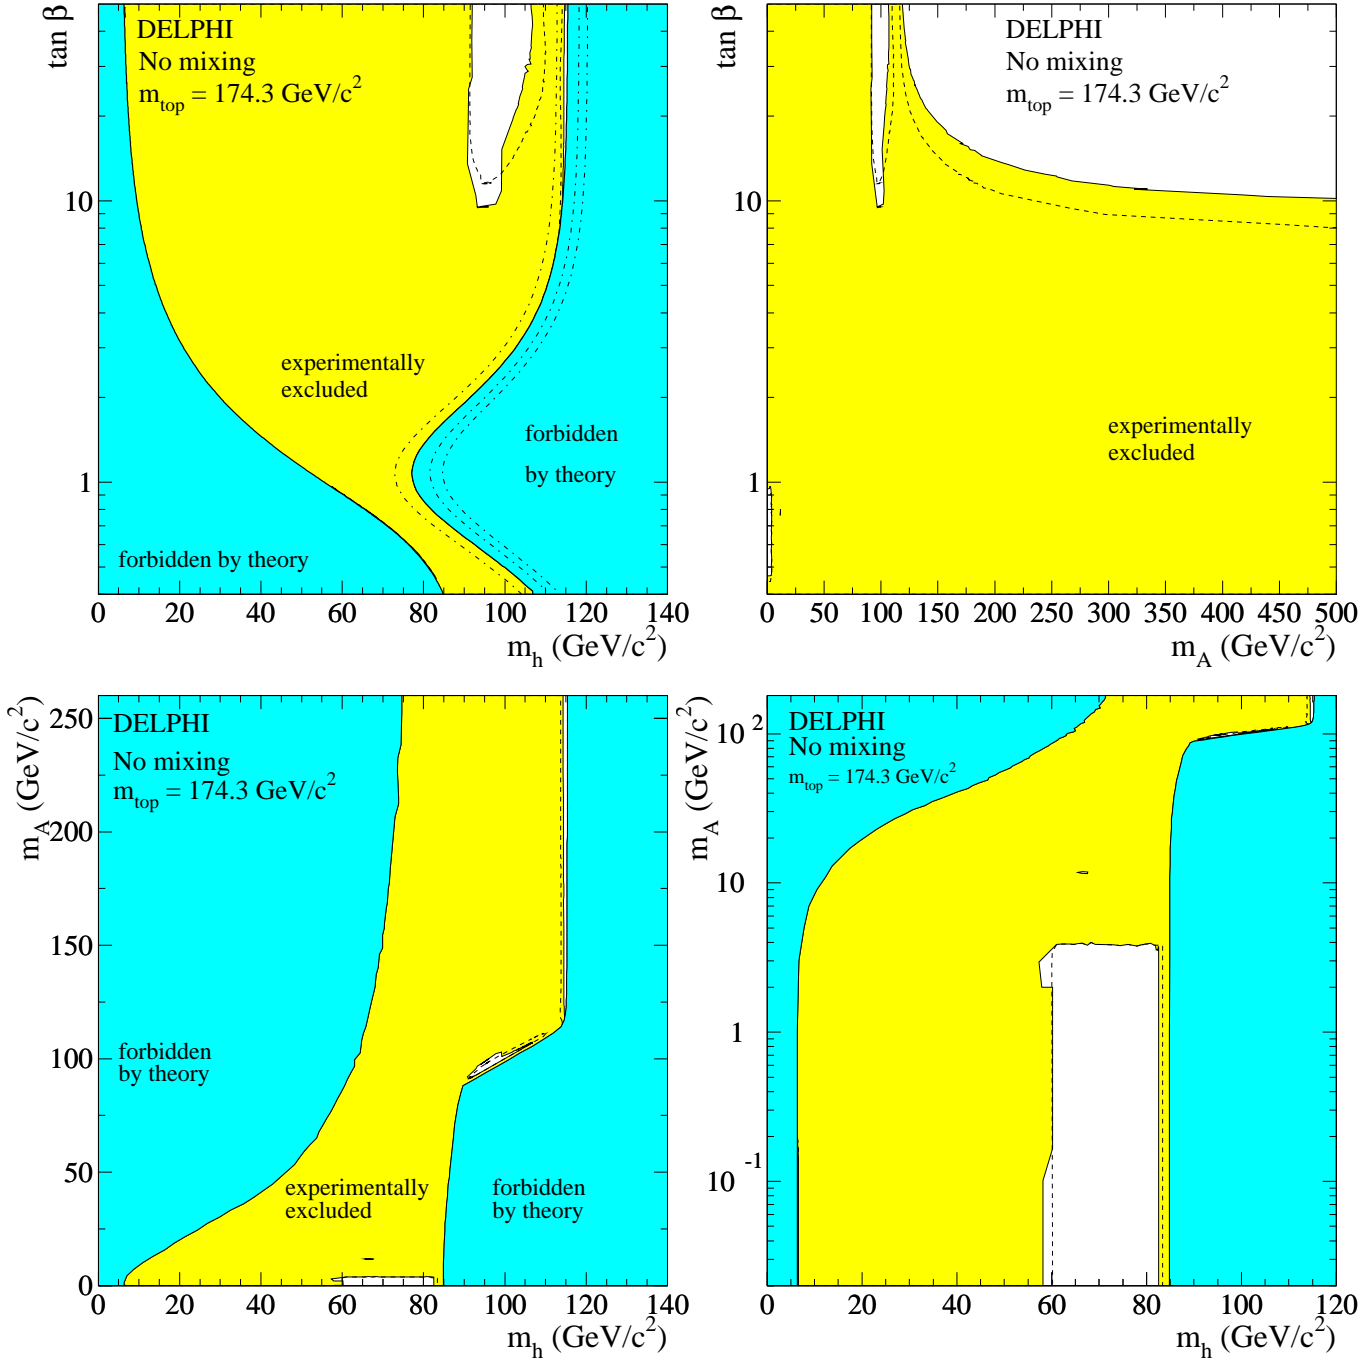 tan β
DELPHI
No mixing
m_top = 174.3 GeV/c²
10
1
experimentally
excluded
forbidden
by theory
forbidden by theory
0 20 40 60 80 100 120 140
m_h (GeV/c²)
tan β
DELPHI
No mixing
m_top = 174.3 GeV/c²
10
1
experimentally
excluded
0 50 100 150 200 250 300 350 400 450 500
m_A (GeV/c²)
m_A (GeV/c²)
DELPHI
No mixing
m_top = 174.3 GeV/c²
250
200
150
100
50
0
forbidden
by theory
experimentally
excluded
forbidden
by theory
0 20 40 60 80 100 120 140
m_h (GeV/c²)
m_A (GeV/c²)
DELPHI
No mixing
m_top = 174.3 GeV/c²
10²
10
1
10⁻¹
0 20 40 60 80 100 120
m_h (GeV/c²)